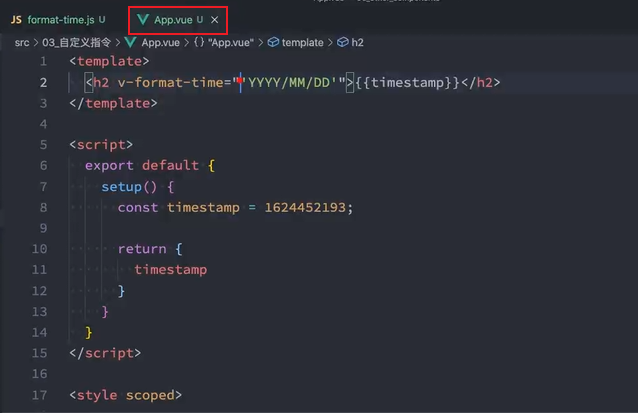 JS format-time.js U App.vue U ×
src > 03_自定义指令 > App.vue > {} "App.vue" > template > h2
1 <template>
2 <h2 v-format-time="'YYYY/MM/DD'">{{timestamp}}</h2>
3 </template>
4
5 <script>
6 export default {
7 setup() {
8 const timestamp = 1624452193;
9
10 return {
11 timestamp
12 }
13 }
14 }
15 </script>
16
17 <style scoped>